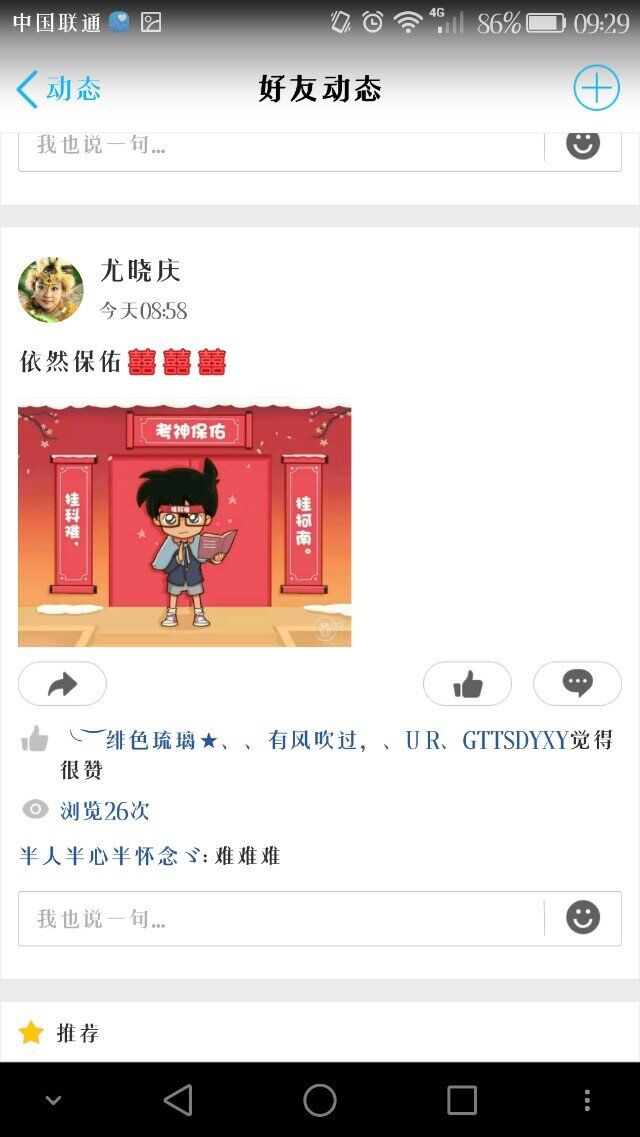 中国联通 4G 86% 09:29
动态 好友动态
我也说一句...
尤晓庆
今天08:58
依然保佑囍囍囍
考神保佑
挂科难，
挂柯南。
挂科难
╰︶绯色琉璃★、、有风吹过，、U R、GTTSDYXY觉得
很赞
浏览26次
半人半心半怀念ゞ: 难难难
我也说一句...
推荐